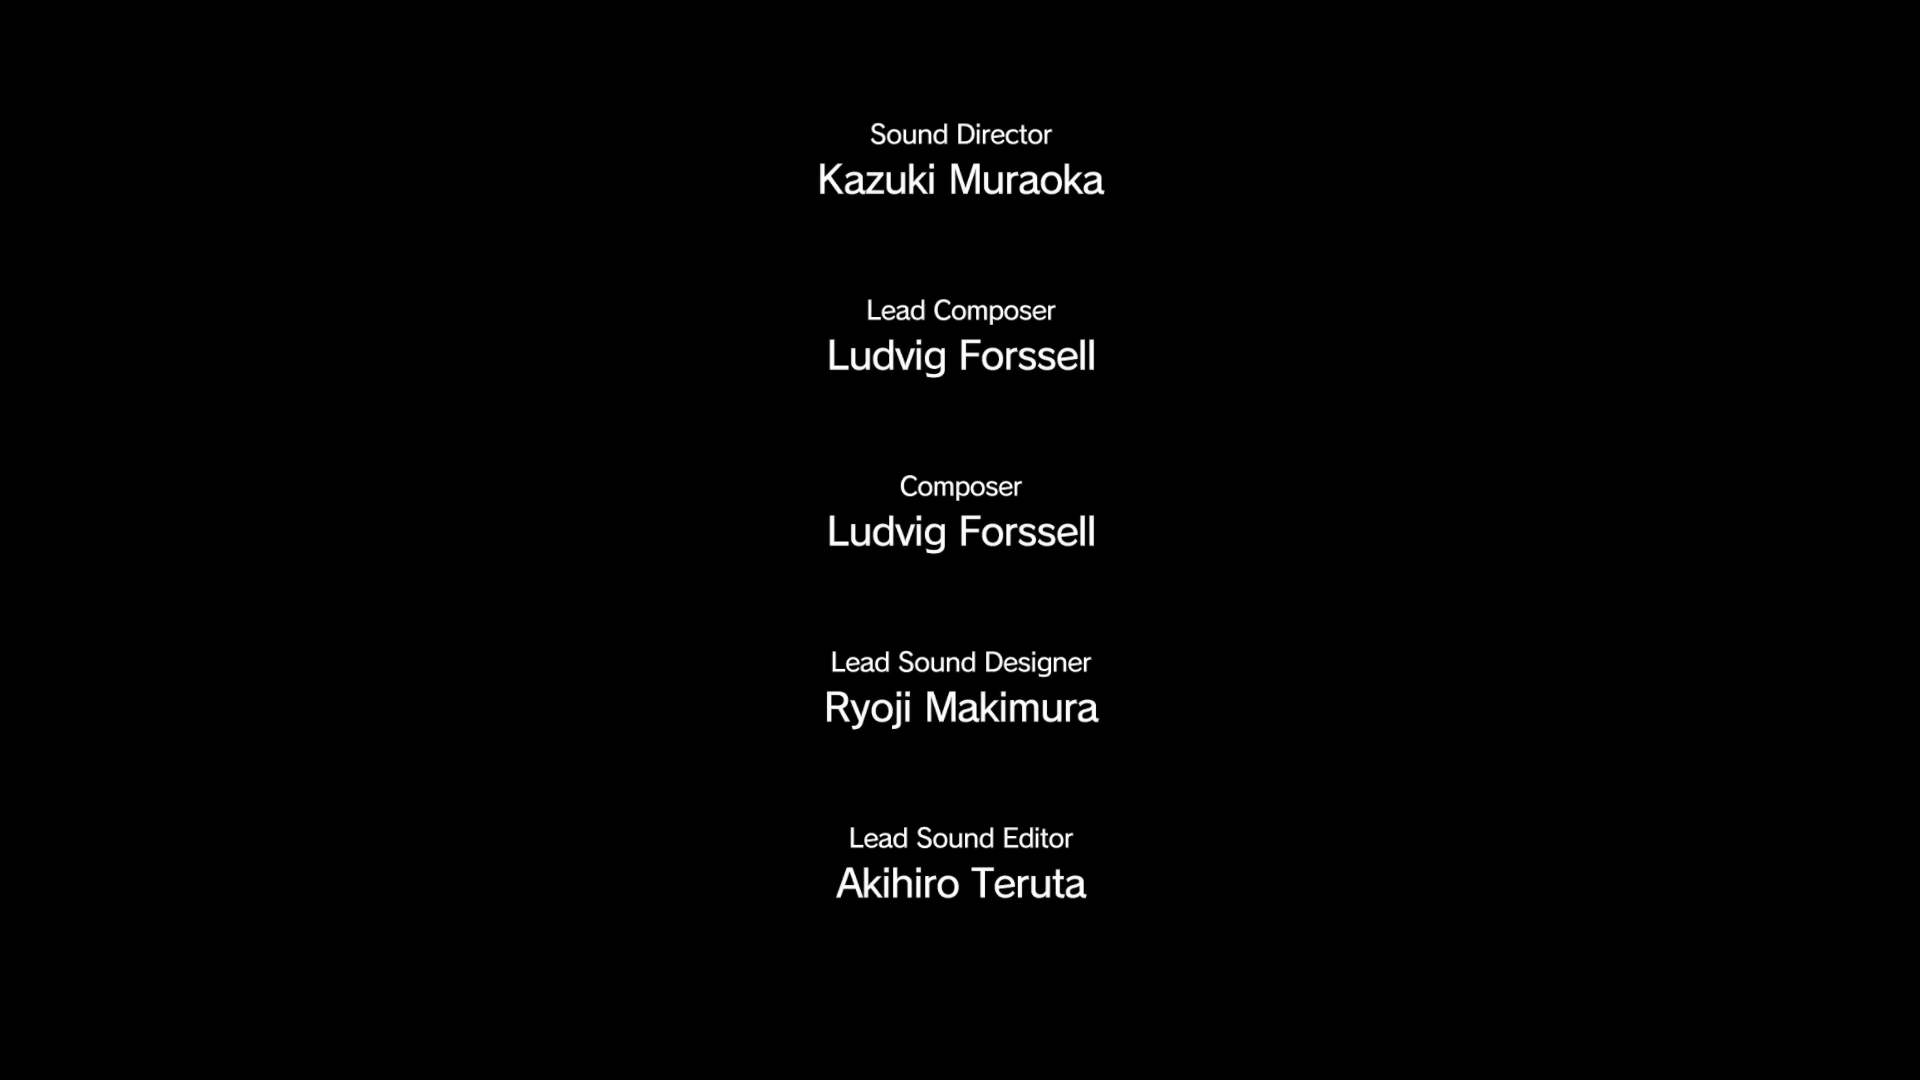 Sound Director
Kazuki Muraoka
Lead Composer
Ludvig Forssell
Composer
Ludvig Forssell
Lead Sound Designer
Ryoji Makimura
Lead Sound Editor
Akihiro Teruta